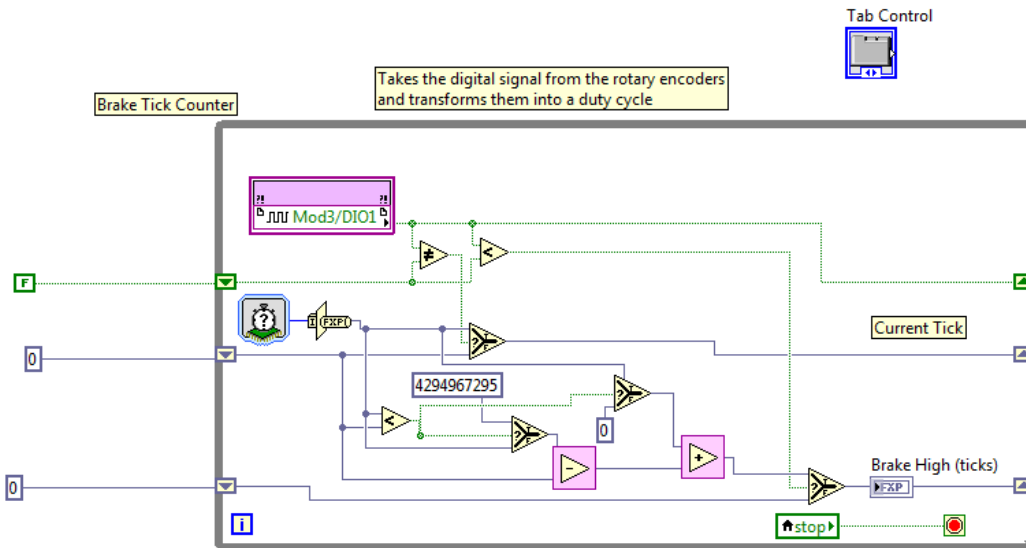 Tab Control
Takes the digital signal from the rotary encoders
and transforms them into a duty cycle
Brake Tick Counter
Mod3/DIO1
F
?
I FXP(
Current Tick
0
?
T
F
4294967295
?
T
F
0
?
T
F
Brake High (ticks)
0
?
T
F
FXP
i
stop